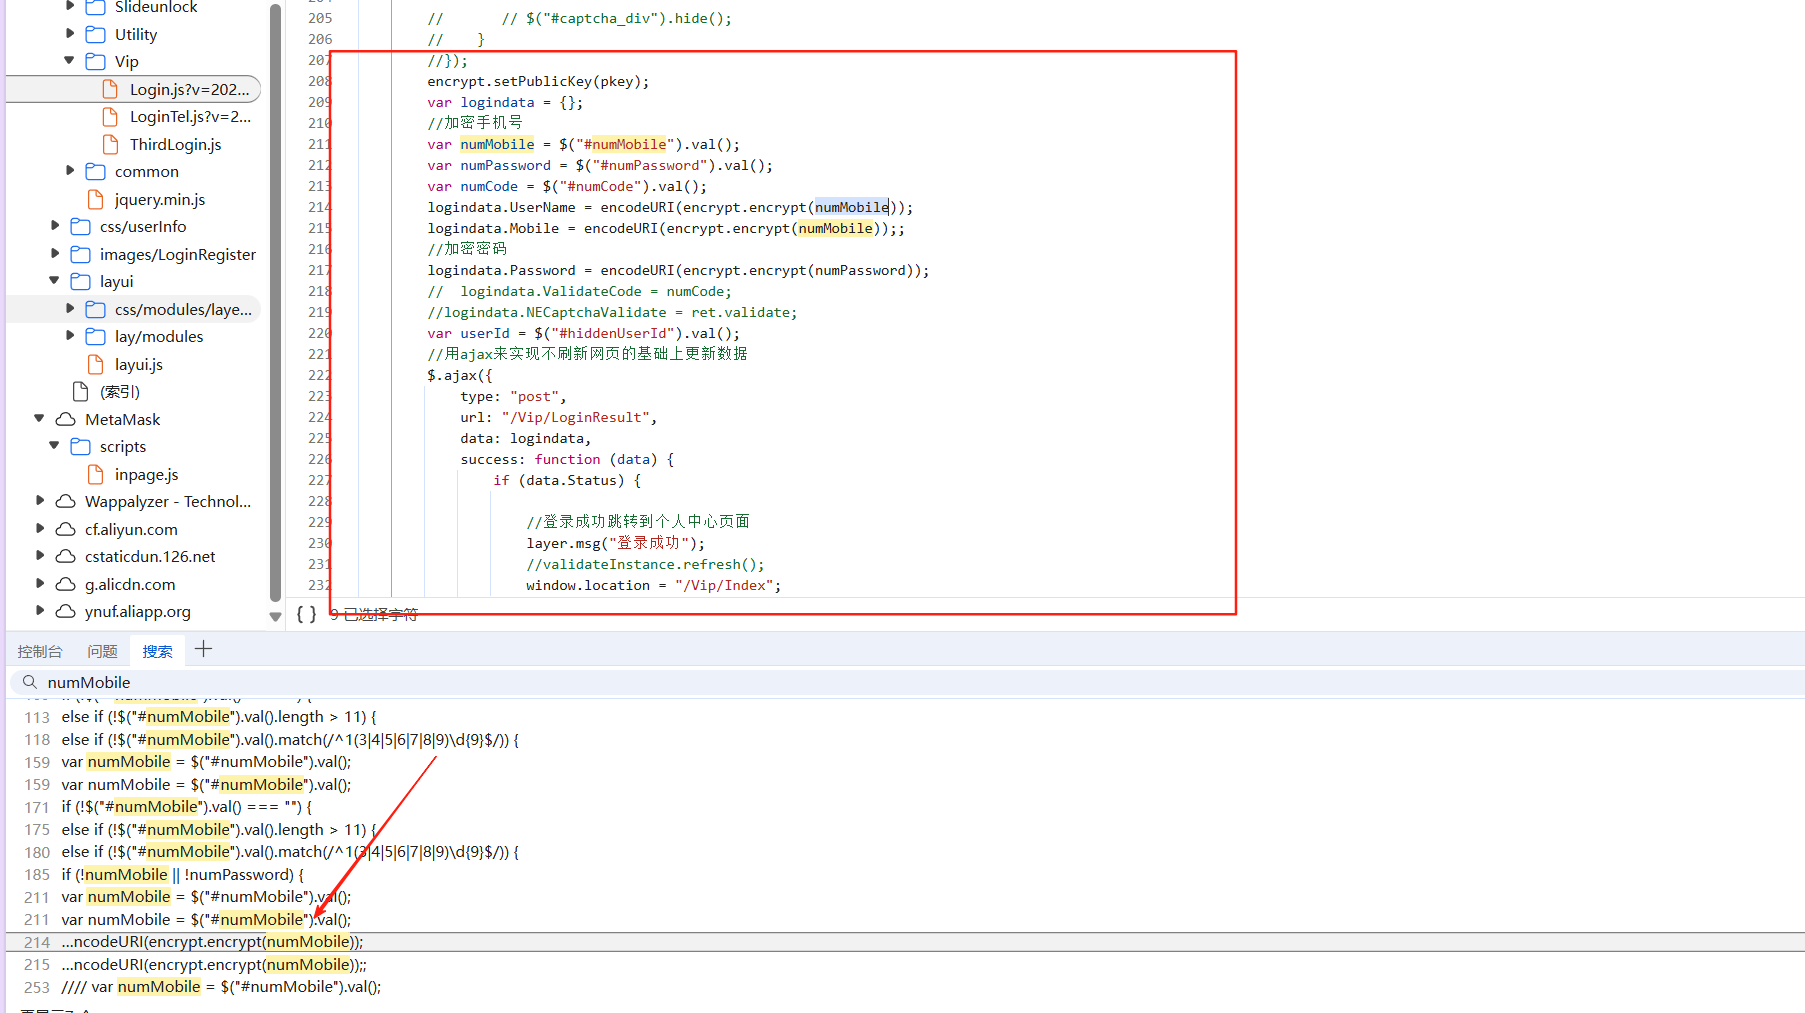 Slideunlock
Utility
Vip
Login.js?v=202...
LoginTel.js?v=2...
ThirdLogin.js
common
jquery.min.js
css/userInfo
images/LoginRegister
layui
css/modules/laye...
lay/modules
layui.js
(索引)
MetaMask
scripts
inpage.js
Wappalyzer - Technol...
cf.aliyun.com
cstaticdun.126.net
g.alicdn.com
ynuf.aliapp.org
205 // // $("#captcha_div").hide();
206 // }
207 //});
208 encrypt.setPublicKey(pkey);
209 var logindata = {};
210 //加密手机号
211 var numMobile = $("#numMobile").val();
212 var numPassword = $("#numPassword").val();
213 var numCode = $("#numCode").val();
214 logindata.UserName = encodeURI(encrypt.encrypt(numMobile));
215 logindata.Mobile = encodeURI(encrypt.encrypt(numMobile));;
216 //加密密码
217 logindata.Password = encodeURI(encrypt.encrypt(numPassword));
218 // logindata.ValidateCode = numCode;
219 //logindata.NECaptchaValidate = ret.validate;
220 var userId = $("#hiddenUserId").val();
221 //用ajax来实现不刷新网页的基础上更新数据
222 $.ajax({
223 type: "post",
224 url: "/Vip/LoginResult",
225 data: logindata,
226 success: function (data) {
227 if (data.Status) {
228
229 //登录成功跳转到个人中心页面
230 layer.msg("登录成功");
231 //validateInstance.refresh();
232 window.location = "/Vip/Index";
{ } 9 已选择字符
控制台 问题 搜索
numMobile
113 else if (!$("#numMobile").val().length > 11) {
118 else if (!$("#numMobile").val().match(/^1(3|4|5|6|7|8|9)\d{9}$/)) {
159 var numMobile = $("#numMobile").val();
159 var numMobile = $("#numMobile").val();
171 if (!$("#numMobile").val() === "") {
175 else if (!$("#numMobile").val().length > 11) {
180 else if (!$("#numMobile").val().match(/^1(3|4|5|6|7|8|9)\d{9}$/)) {
185 if (!numMobile || !numPassword) {
211 var numMobile = $("#numMobile").val();
211 var numMobile = $("#numMobile").val();
214 ...ncodeURI(encrypt.encrypt(numMobile));
215 ...ncodeURI(encrypt.encrypt(numMobile));;
253 //// var numMobile = $("#numMobile").val();